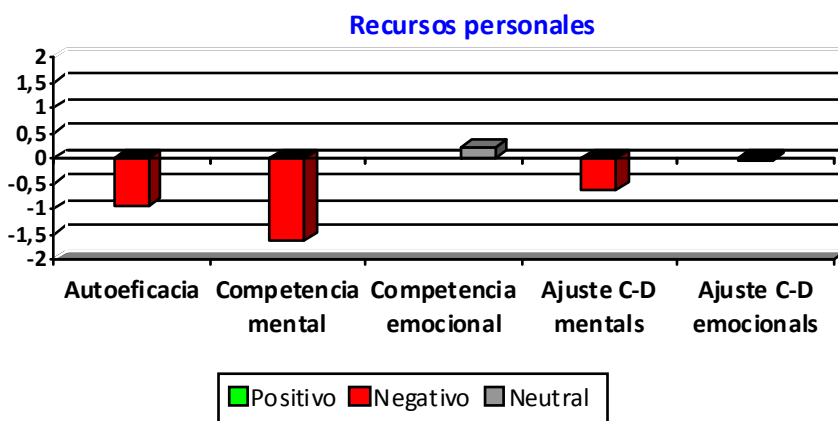 Recursos personales
2
1,5
1
0,5
0
-0,5
-1
-1,5
-2
Autoeficacia Competencia Competencia Ajuste C-D Ajuste C-D
mental emocional mentals emocionals
Positivo Negativo Neutral